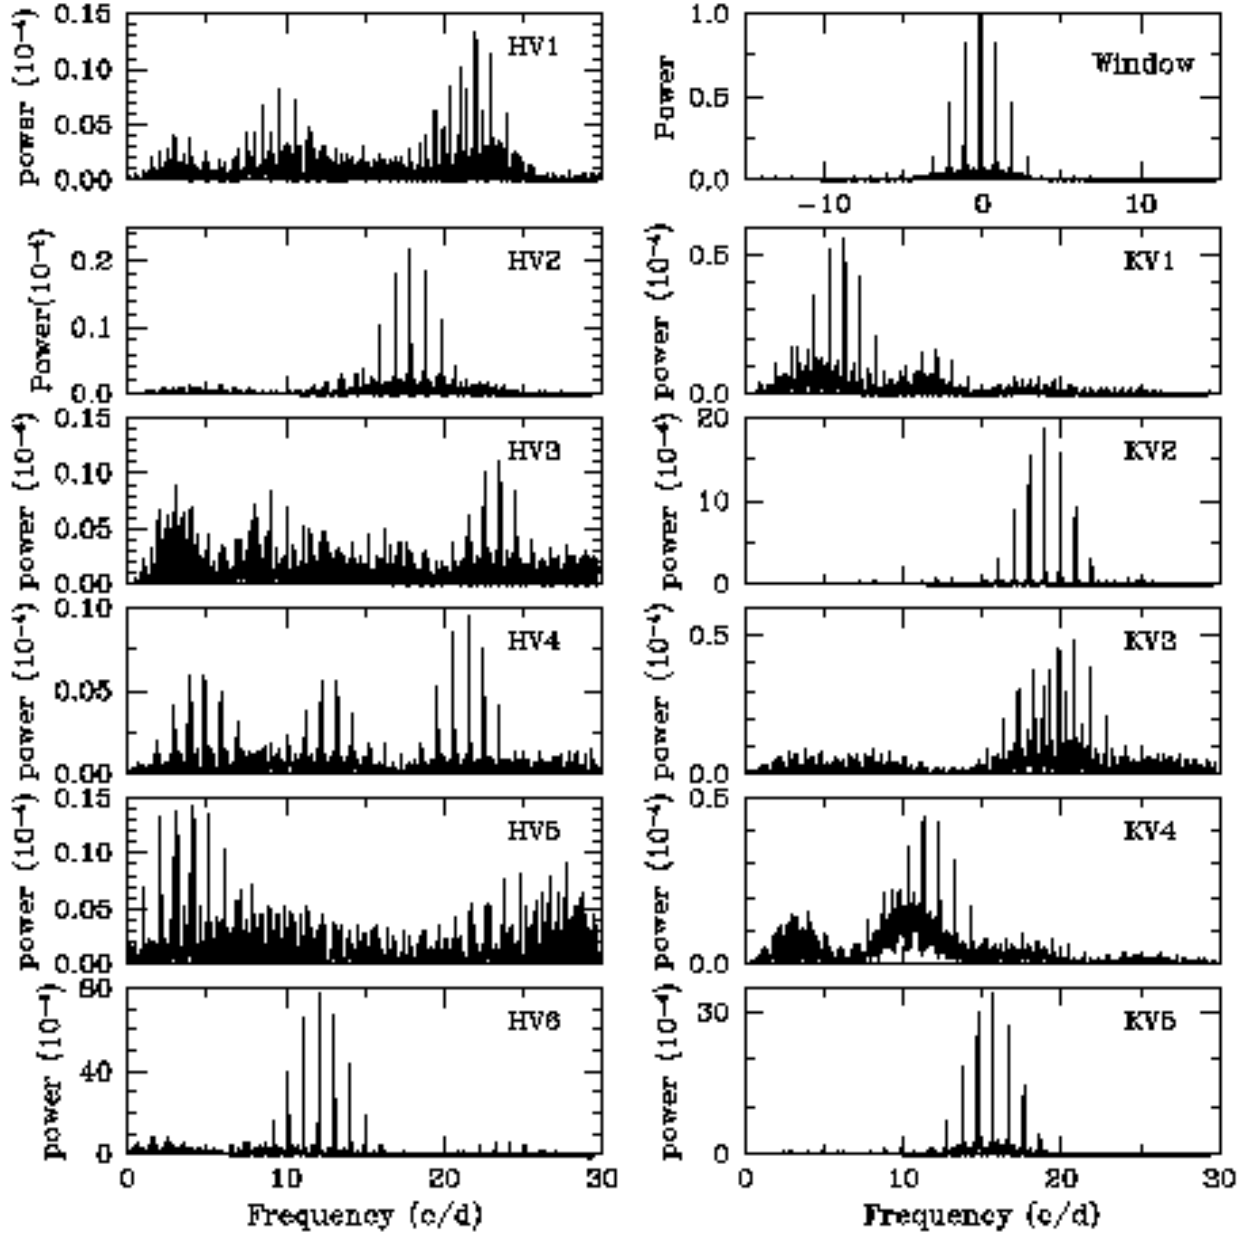 0.15 HV1 1.0 Window
0.10
power (10⁻⁴) 0.05 Power 0.5
0.00 0.0
-10 0 10
0.2 HV2 0.5 KV1
Power(10⁻⁴) 0.1 power (10⁻⁴)
0.0 0.0
0.15 HV3 20 KV2
0.10
power (10⁻⁴) 0.05 power (10⁻⁴) 10
0.00 0
0.10 HV4 0.5 KV3
power (10⁻⁴) 0.05 power (10⁻⁴)
0.00 0.0
0.15 HV5 0.5 KV4
0.10
power (10⁻⁴) 0.05 power (10⁻⁴)
0.00 0.0
80 HV6 30 KV5
power (10⁻⁴) 40 power (10⁻⁴)
0 0
0 10 20 30 0 10 20 30
Frequency (c/d) Frequency (c/d)